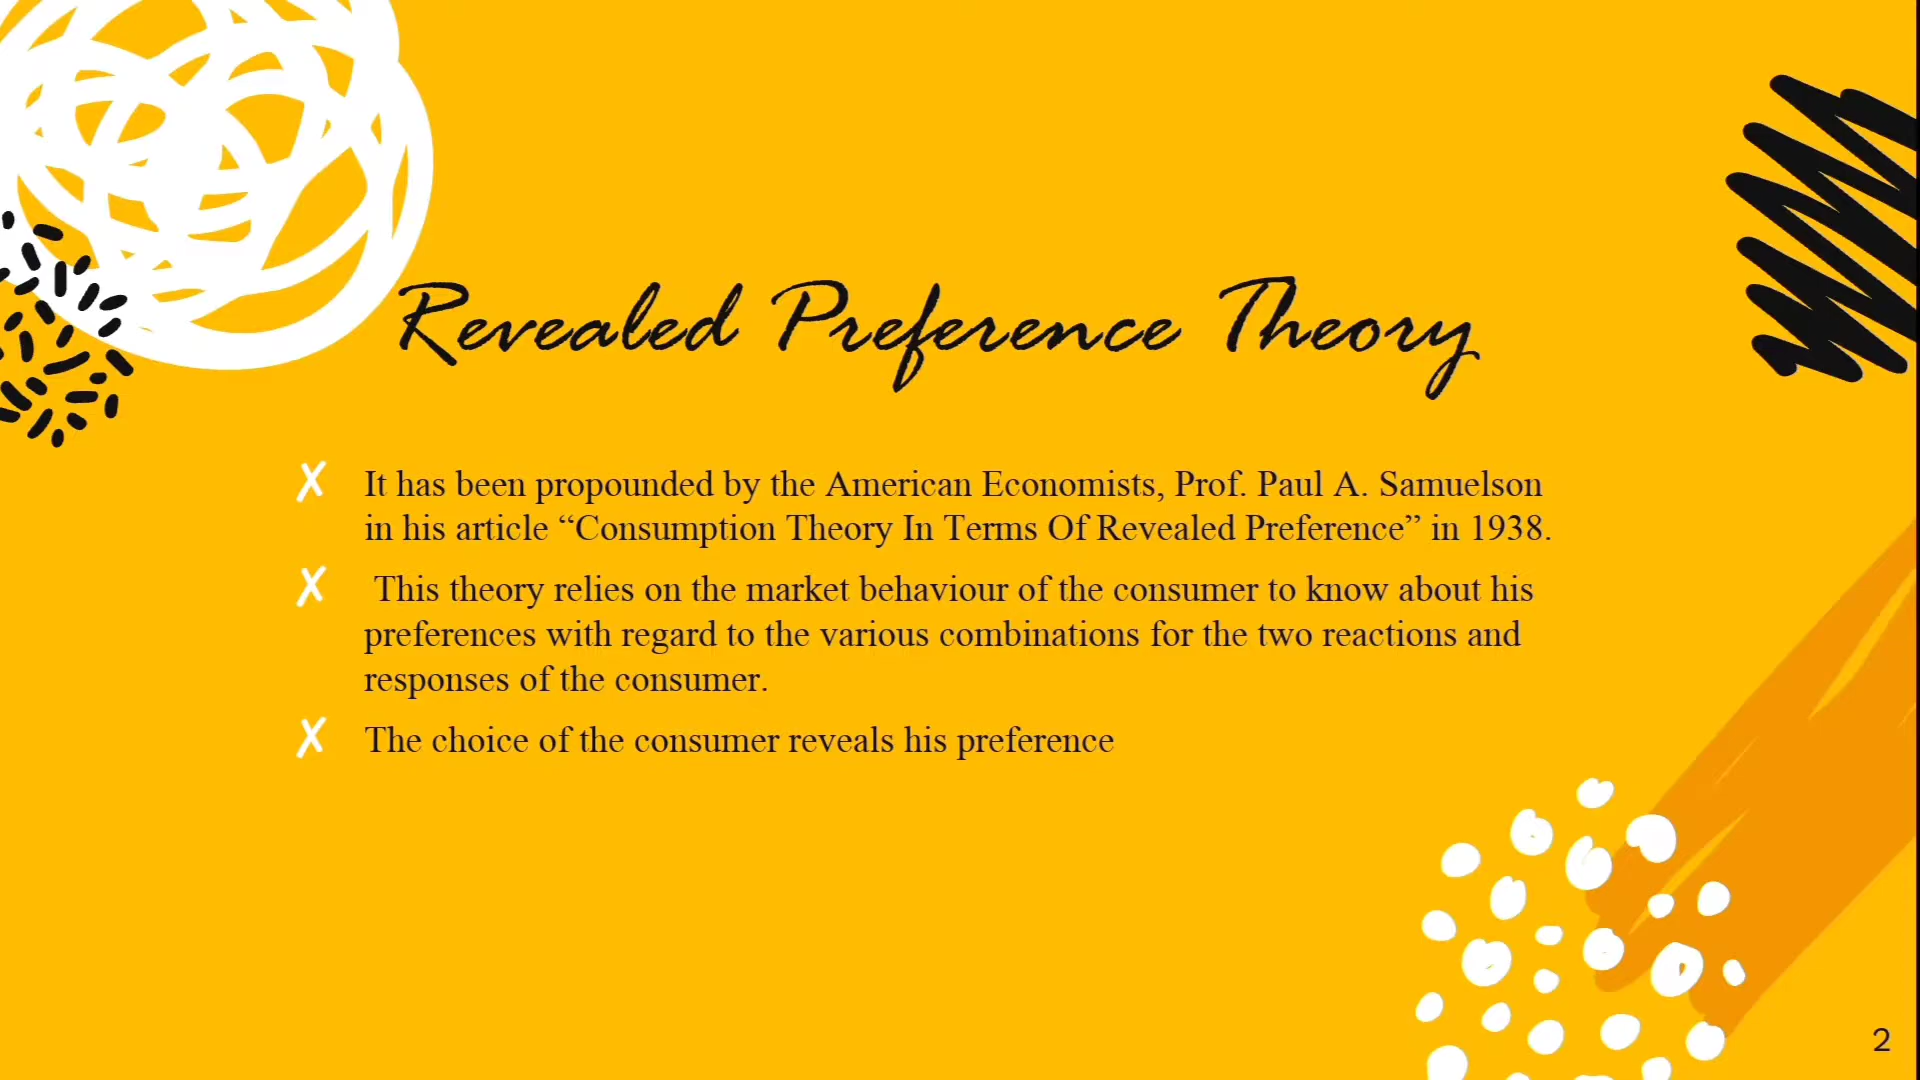 Revealed Preference Theory
✗ It has been propounded by the American Economists, Prof. Paul A. Samuelson
in his article “Consumption Theory In Terms Of Revealed Preference” in 1938.
✗ This theory relies on the market behaviour of the consumer to know about his
preferences with regard to the various combinations for the two reactions and
responses of the consumer.
✗ The choice of the consumer reveals his preference
2